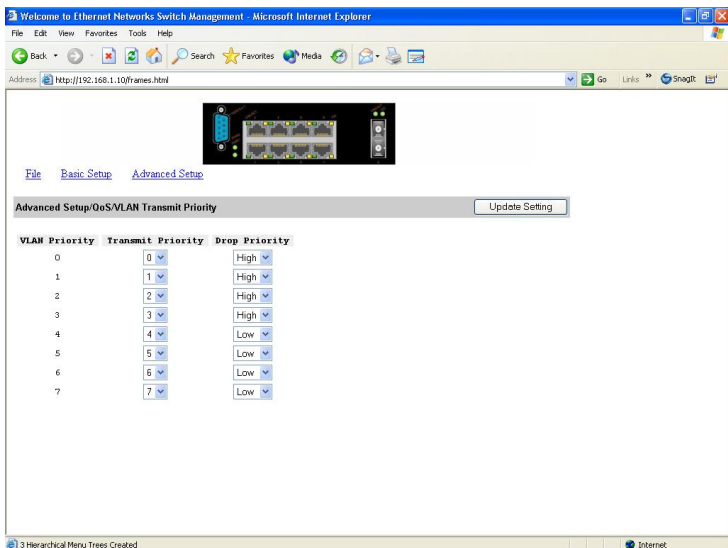 Welcome to Ethernet Networks Switch Management - Microsoft Internet Explorer
File Edit View Favorites Tools Help
Back Search Favorites Media
Address http://192.168.1.10/frames.html Go Links » SnagIt
File Basic Setup Advanced Setup
Advanced Setup/QoS/VLAN Transmit Priority Update Setting
VLAN Priority Transmit Priority Drop Priority
0 0 High
1 1 High
2 2 High
3 3 High
4 4 Low
5 5 Low
6 6 Low
7 7 Low
3 Hierarchical Menu Trees Created Internet